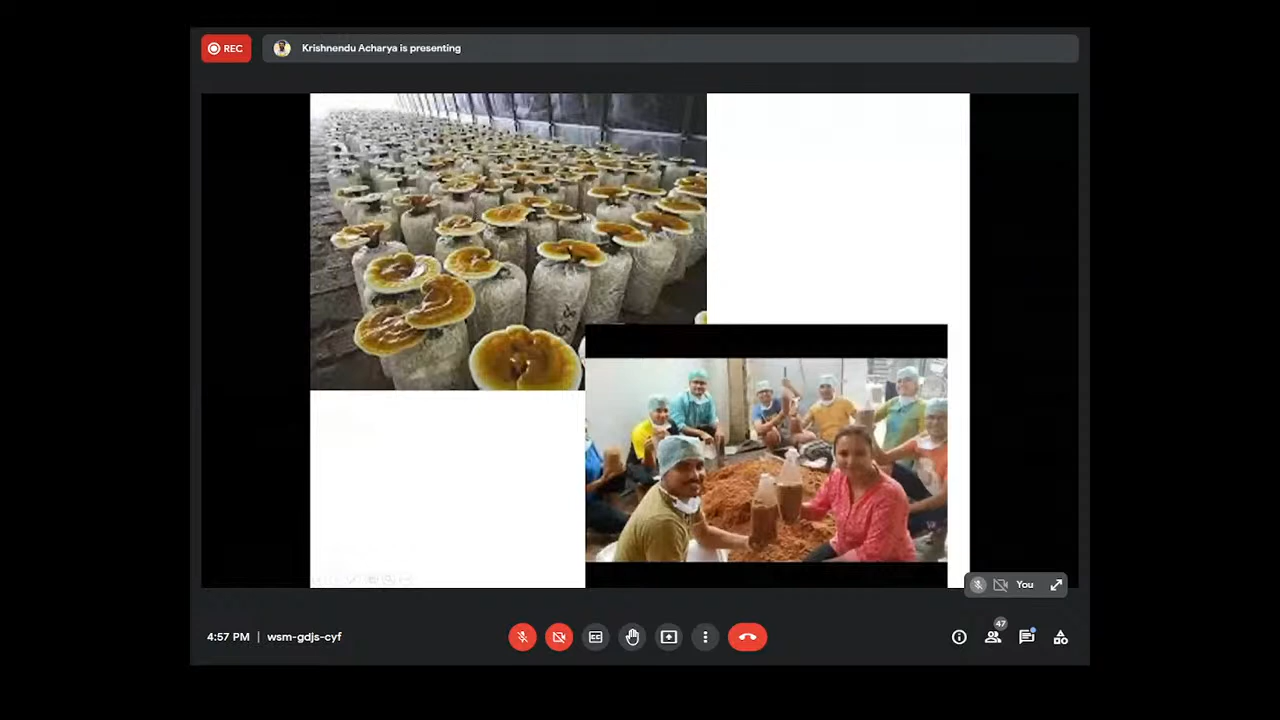 REC
Krishnendu Acharya is presenting
You
4:57 PM | wsm-gdjs-cyf
47